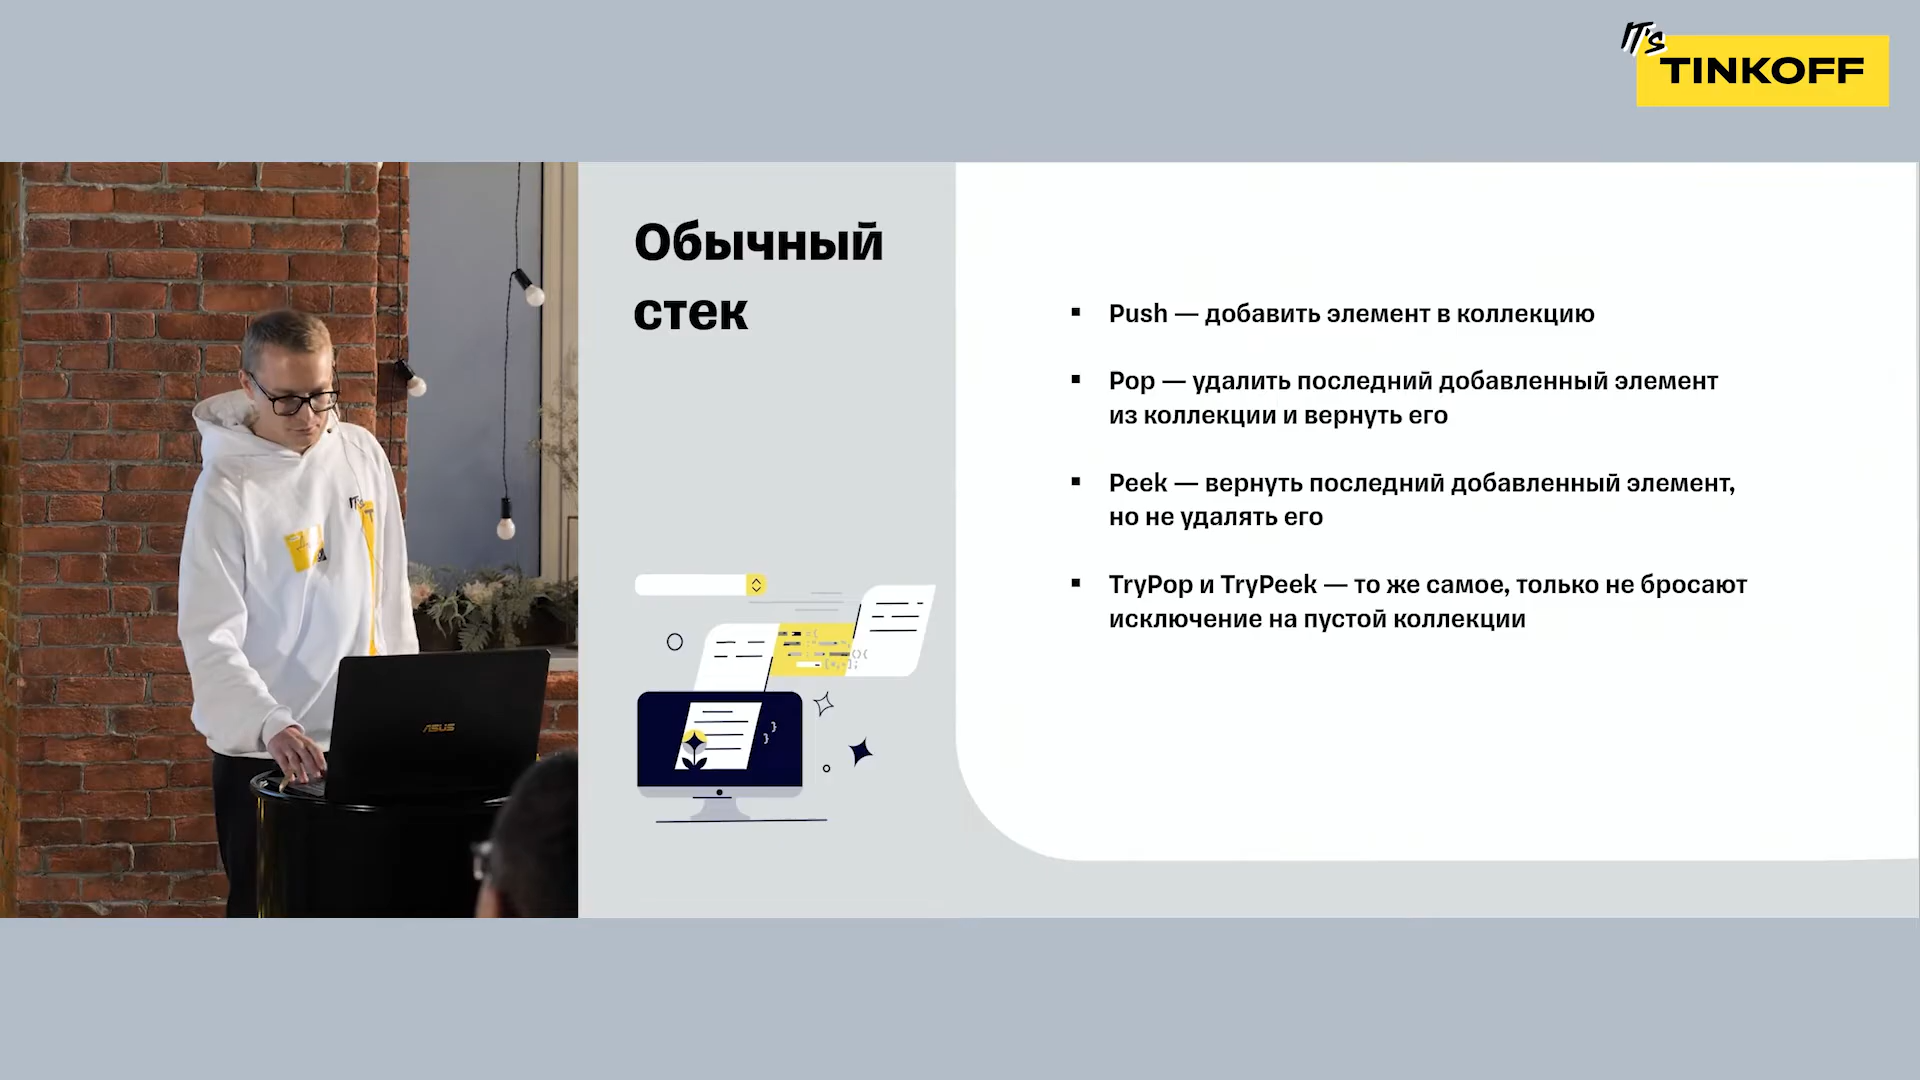 IT's
TINKOFF
Обычный
стек
Push — добавить элемент в коллекцию
Pop — удалить последний добавленный элемент
из коллекции и вернуть его
Peek — вернуть последний добавленный элемент,
но не удалять его
TryPop и TryPeek — то же самое, только не бросают
исключение на пустой коллекции
IT's
ASUS